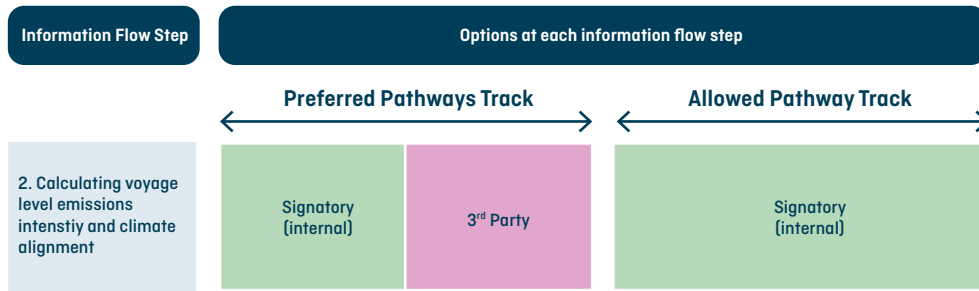 Information Flow Step
Options at each information flow step
Preferred Pathways Track
Allowed Pathway Track
2. Calculating voyage
level emissions
intenstiy and climate
alignment
Signatory
(internal)
3rd Party
Signatory
(internal)